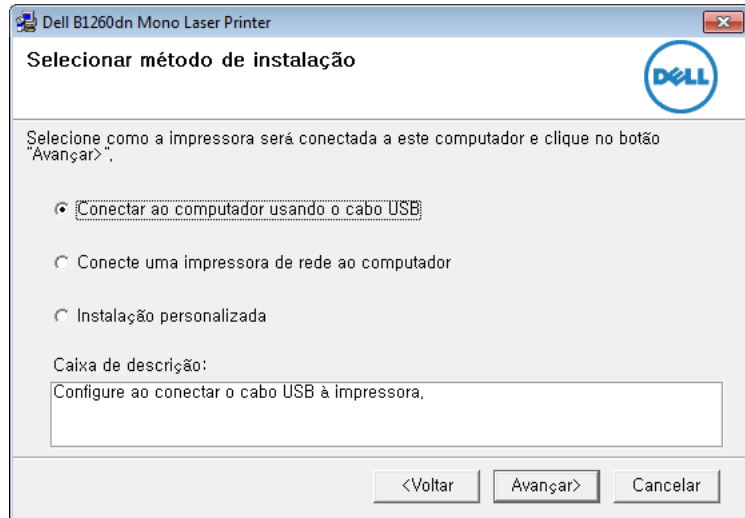 Dell B1260dn Mono Laser Printer
Selecionar método de instalação
DELL
Selecione como a impressora será conectada a este computador e clique no botão
"Avançar>".
Conectar ao computador usando o cabo USB
Conecte uma impressora de rede ao computador
Instalação personalizada
Caixa de descrição:
Configure ao conectar o cabo USB à impressora.
<Voltar
Avançar>
Cancelar